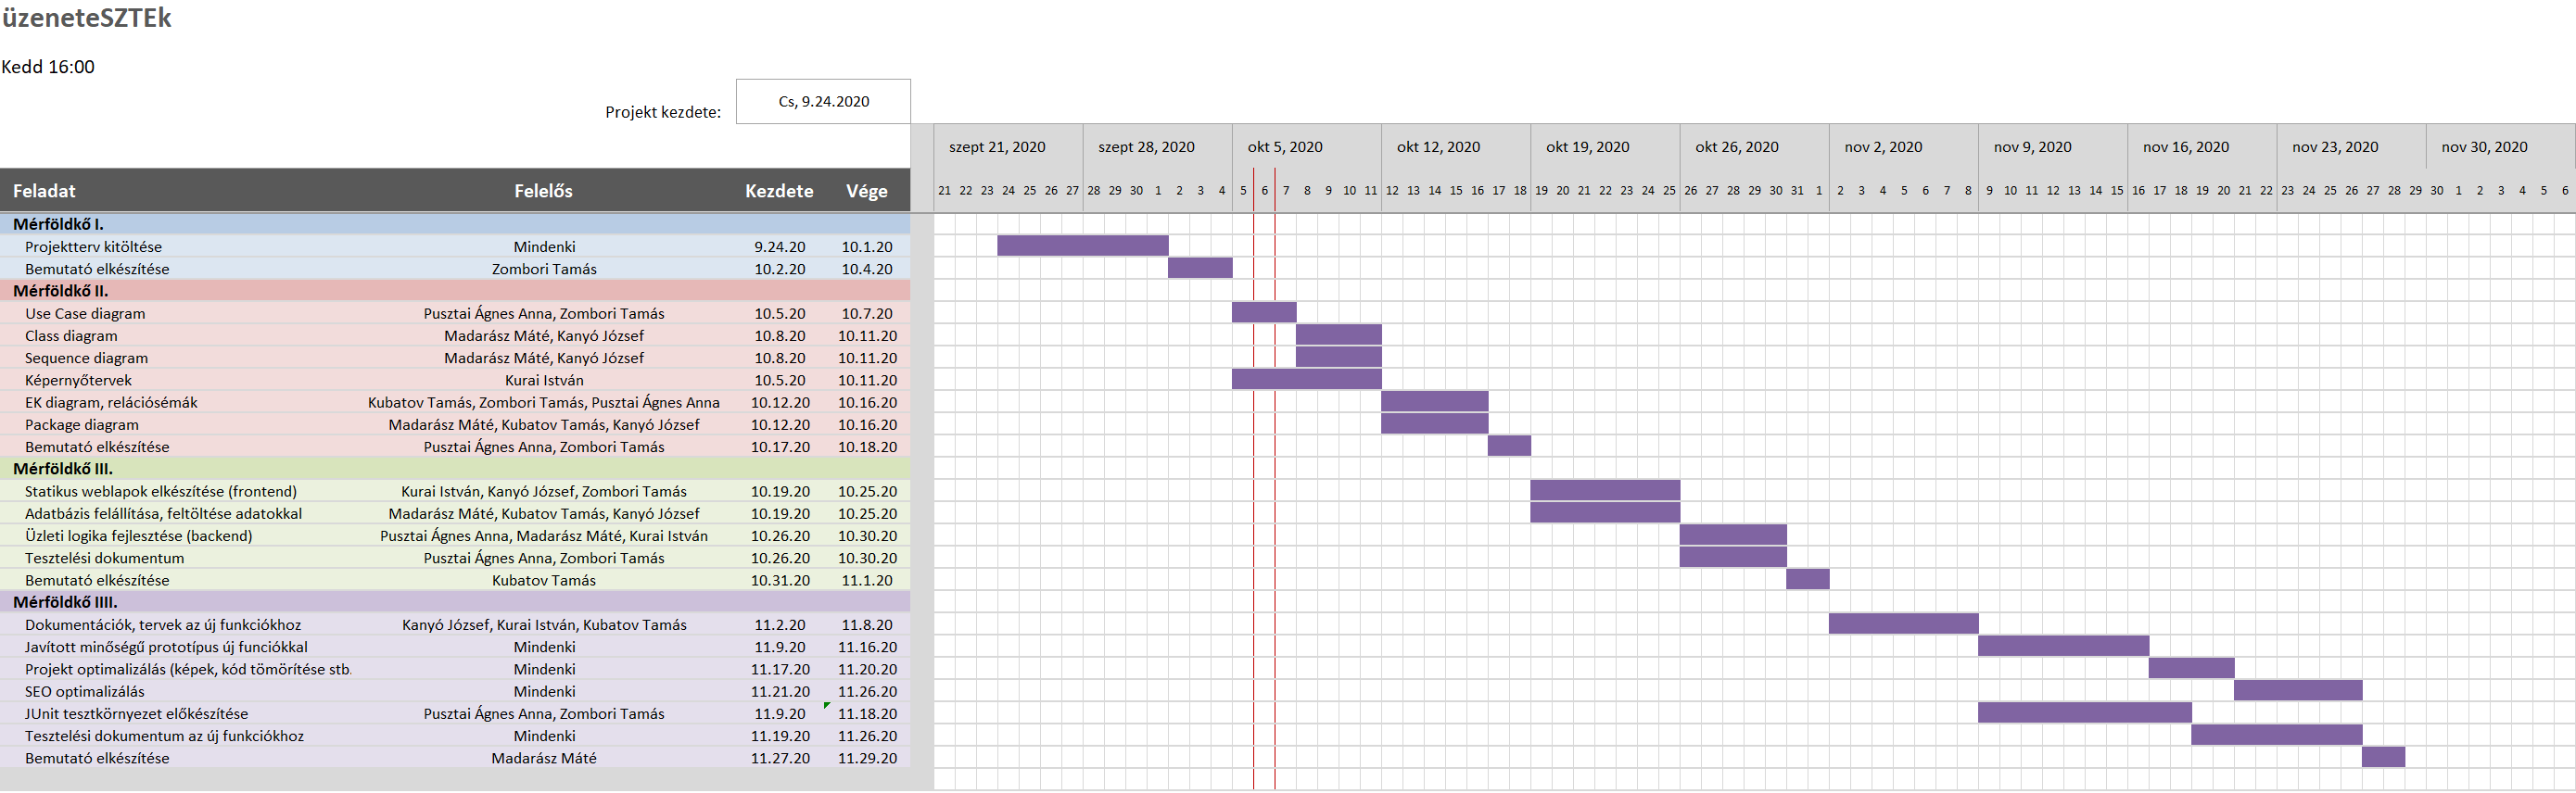 üzeneteSZTEk
Kedd 16:00
Projekt kezdete: Cs, 9.24.2020
szept 21, 2020 szept 28, 2020 okt 5, 2020 okt 12, 2020 okt 19, 2020 okt 26, 2020 nov 2, 2020 nov 9, 2020 nov 16, 2020 nov 23, 2020 nov 30, 2020
Feladat Felelős Kezdete Vége 21 22 23 24 25 26 27 28 29 30 1 2 3 4 5 6 7 8 9 10 11 12 13 14 15 16 17 18 19 20 21 22 23 24 25 26 27 28 29 30 31 1 2 3 4 5 6 7 8 9 10 11 12 13 14 15 16 17 18 19 20 21 22 23 24 25 26 27 28 29 30 1 2 3 4 5 6
Mérföldkő I.
Projektterv kitöltése Mindenki 9.24.20 10.1.20
Bemutató elkészítése Zombori Tamás 10.2.20 10.4.20
Mérföldkő II.
Use Case diagram Pusztai Ágnes Anna, Zombori Tamás 10.5.20 10.7.20
Class diagram Madarász Máté, Kanyó József 10.8.20 10.11.20
Sequence diagram Madarász Máté, Kanyó József 10.8.20 10.11.20
Képernyőtervek Kurai István 10.5.20 10.11.20
EK diagram, relációsémák Kubatov Tamás, Zombori Tamás, Pusztai Ágnes Anna 10.12.20 10.16.20
Package diagram Madarász Máté, Kubatov Tamás, Kanyó József 10.12.20 10.16.20
Bemutató elkészítése Pusztai Ágnes Anna, Zombori Tamás 10.17.20 10.18.20
Mérföldkő III.
Statikus weblapok elkészítése (frontend) Kurai István, Kanyó József, Zombori Tamás 10.19.20 10.25.20
Adatbázis felállítása, feltöltése adatokkal Madarász Máté, Kubatov Tamás, Kanyó József 10.19.20 10.25.20
Üzleti logika fejlesztése (backend) Pusztai Ágnes Anna, Madarász Máté, Kurai István 10.26.20 10.30.20
Tesztelési dokumentum Pusztai Ágnes Anna, Zombori Tamás 10.26.20 10.30.20
Bemutató elkészítése Kubatov Tamás 10.31.20 11.1.20
Mérföldkő IIII.
Dokumentációk, tervek az új funkciókhoz Kanyó József, Kurai István, Kubatov Tamás 11.2.20 11.8.20
Javított minőségű prototípus új funciókkal Mindenki 11.9.20 11.16.20
Projekt optimalizálás (képek, kód tömörítése stb. Mindenki 11.17.20 11.20.20
SEO optimalizálás Mindenki 11.21.20 11.26.20
JUnit tesztkörnyezet előkészítése Pusztai Ágnes Anna, Zombori Tamás 11.9.20 11.18.20
Tesztelési dokumentum az új funkciókhoz Mindenki 11.19.20 11.26.20
Bemutató elkészítése Madarász Máté 11.27.20 11.29.20